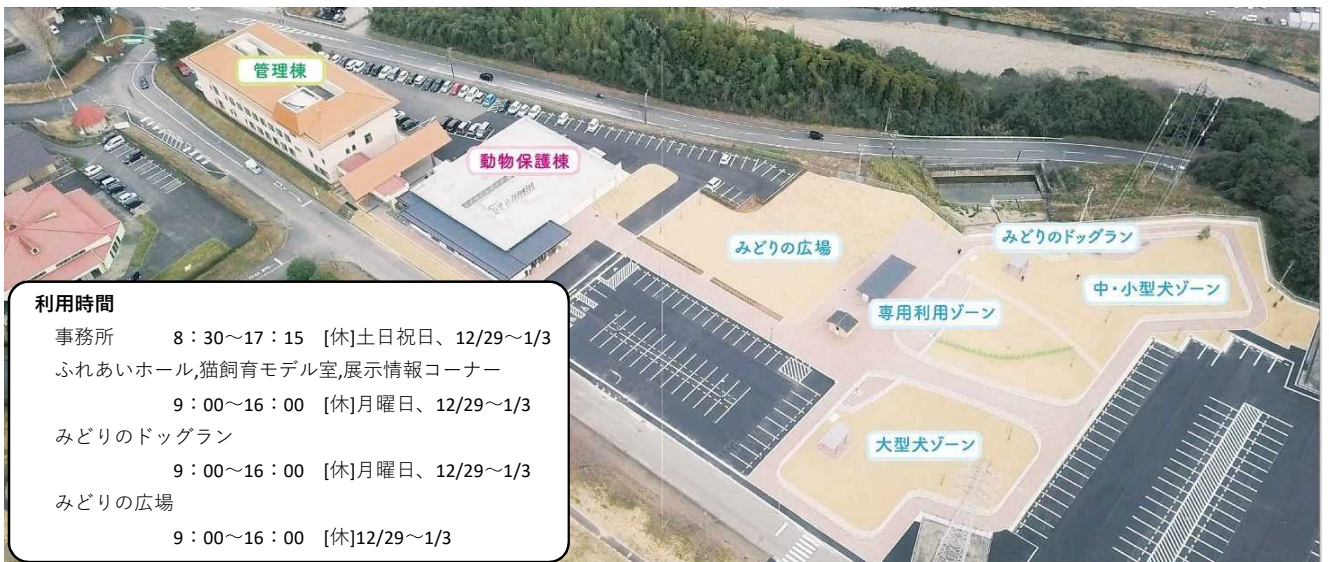 管理棟
動物保護棟
みどりの広場
みどりのドッグラン
中・小型犬ゾーン
専用利用ゾーン
大型犬ゾーン
利用時間
事務所 8：30～17：15 [休]土日祝日、12/29～1/3
ふれあいホール,猫飼育モデル室,展示情報コーナー
9：00～16：00 [休]月曜日、12/29～1/3
みどりのドッグラン
9：00～16：00 [休]月曜日、12/29～1/3
みどりの広場
9：00～16：00 [休]12/29～1/3